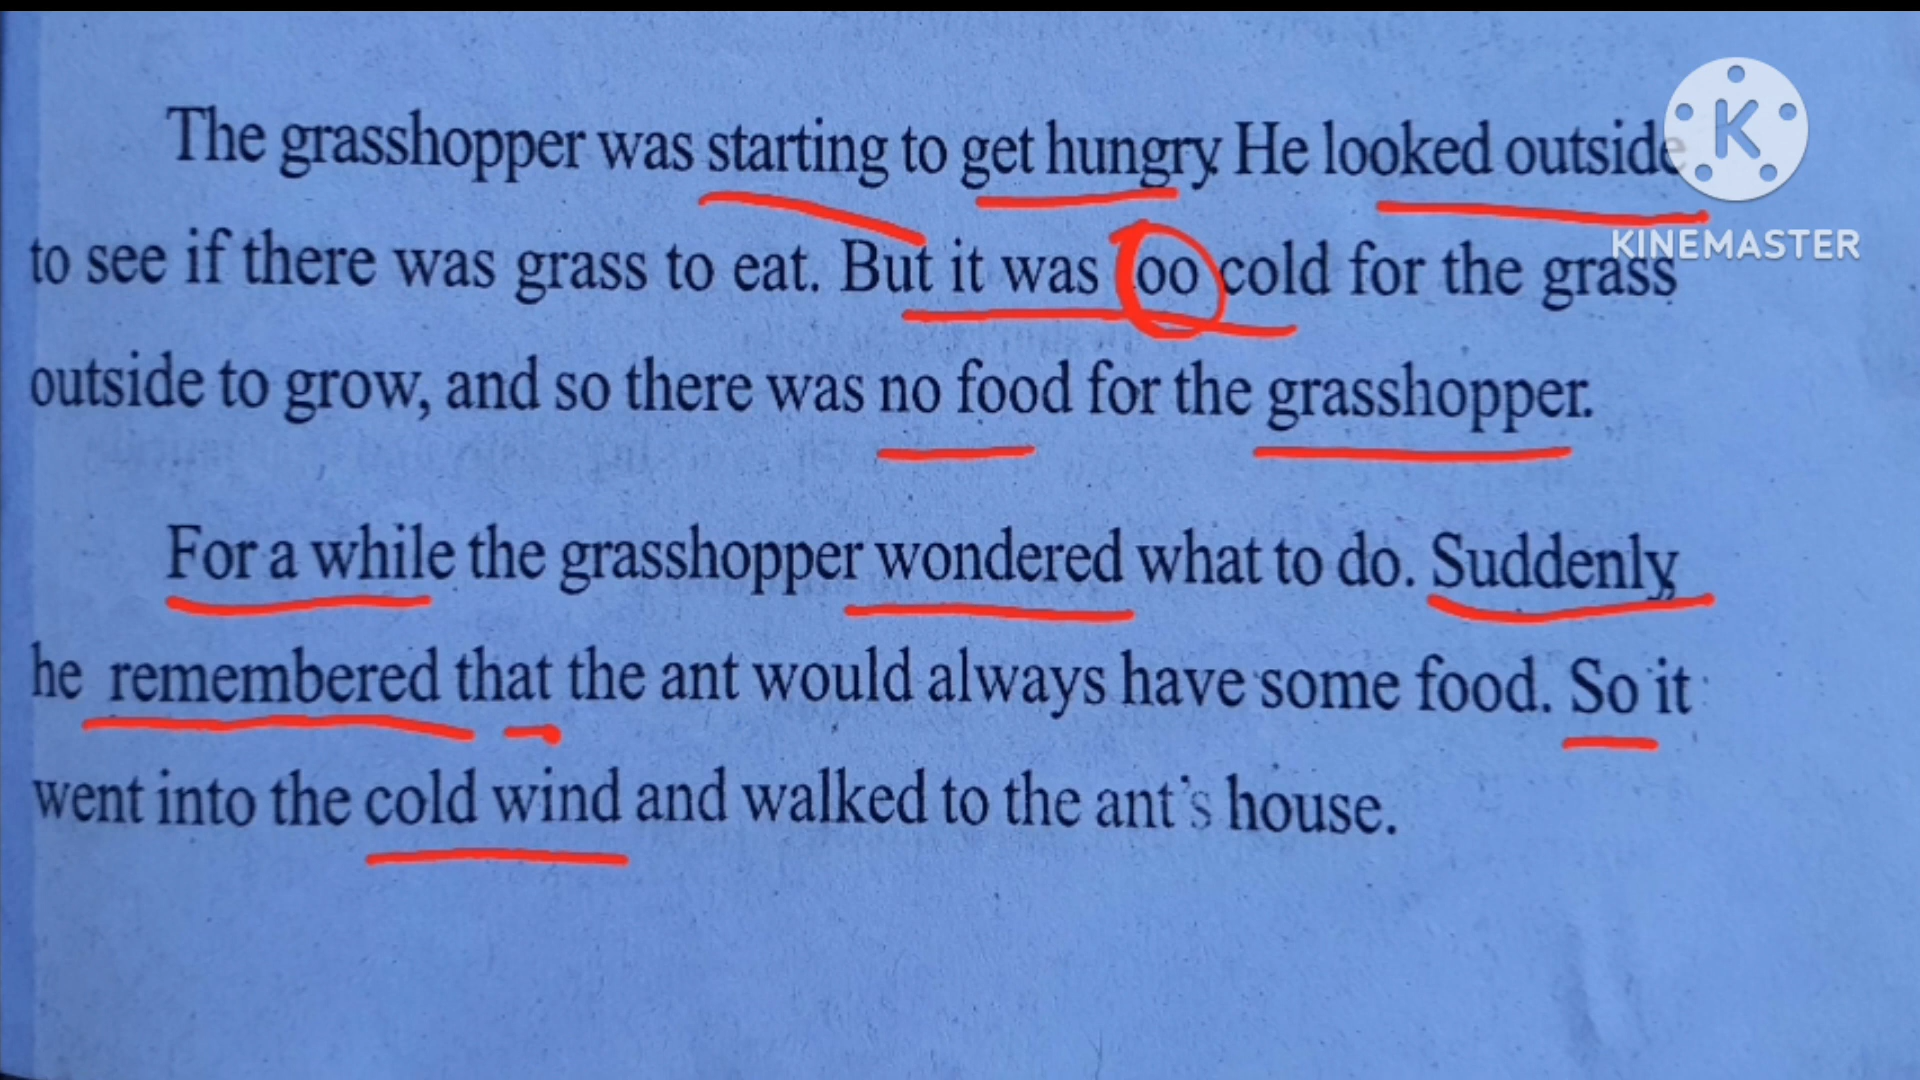 The grasshopper was starting to get hungry. He looked outside
to see if there was grass to eat. But it was too cold for the grass
outside to grow, and so there was no food for the grasshopper.
For a while the grasshopper wondered what to do. Suddenly,
he remembered that the ant would always have some food. So it
went into the cold wind and walked to the ant's house.
K
KINEMASTER